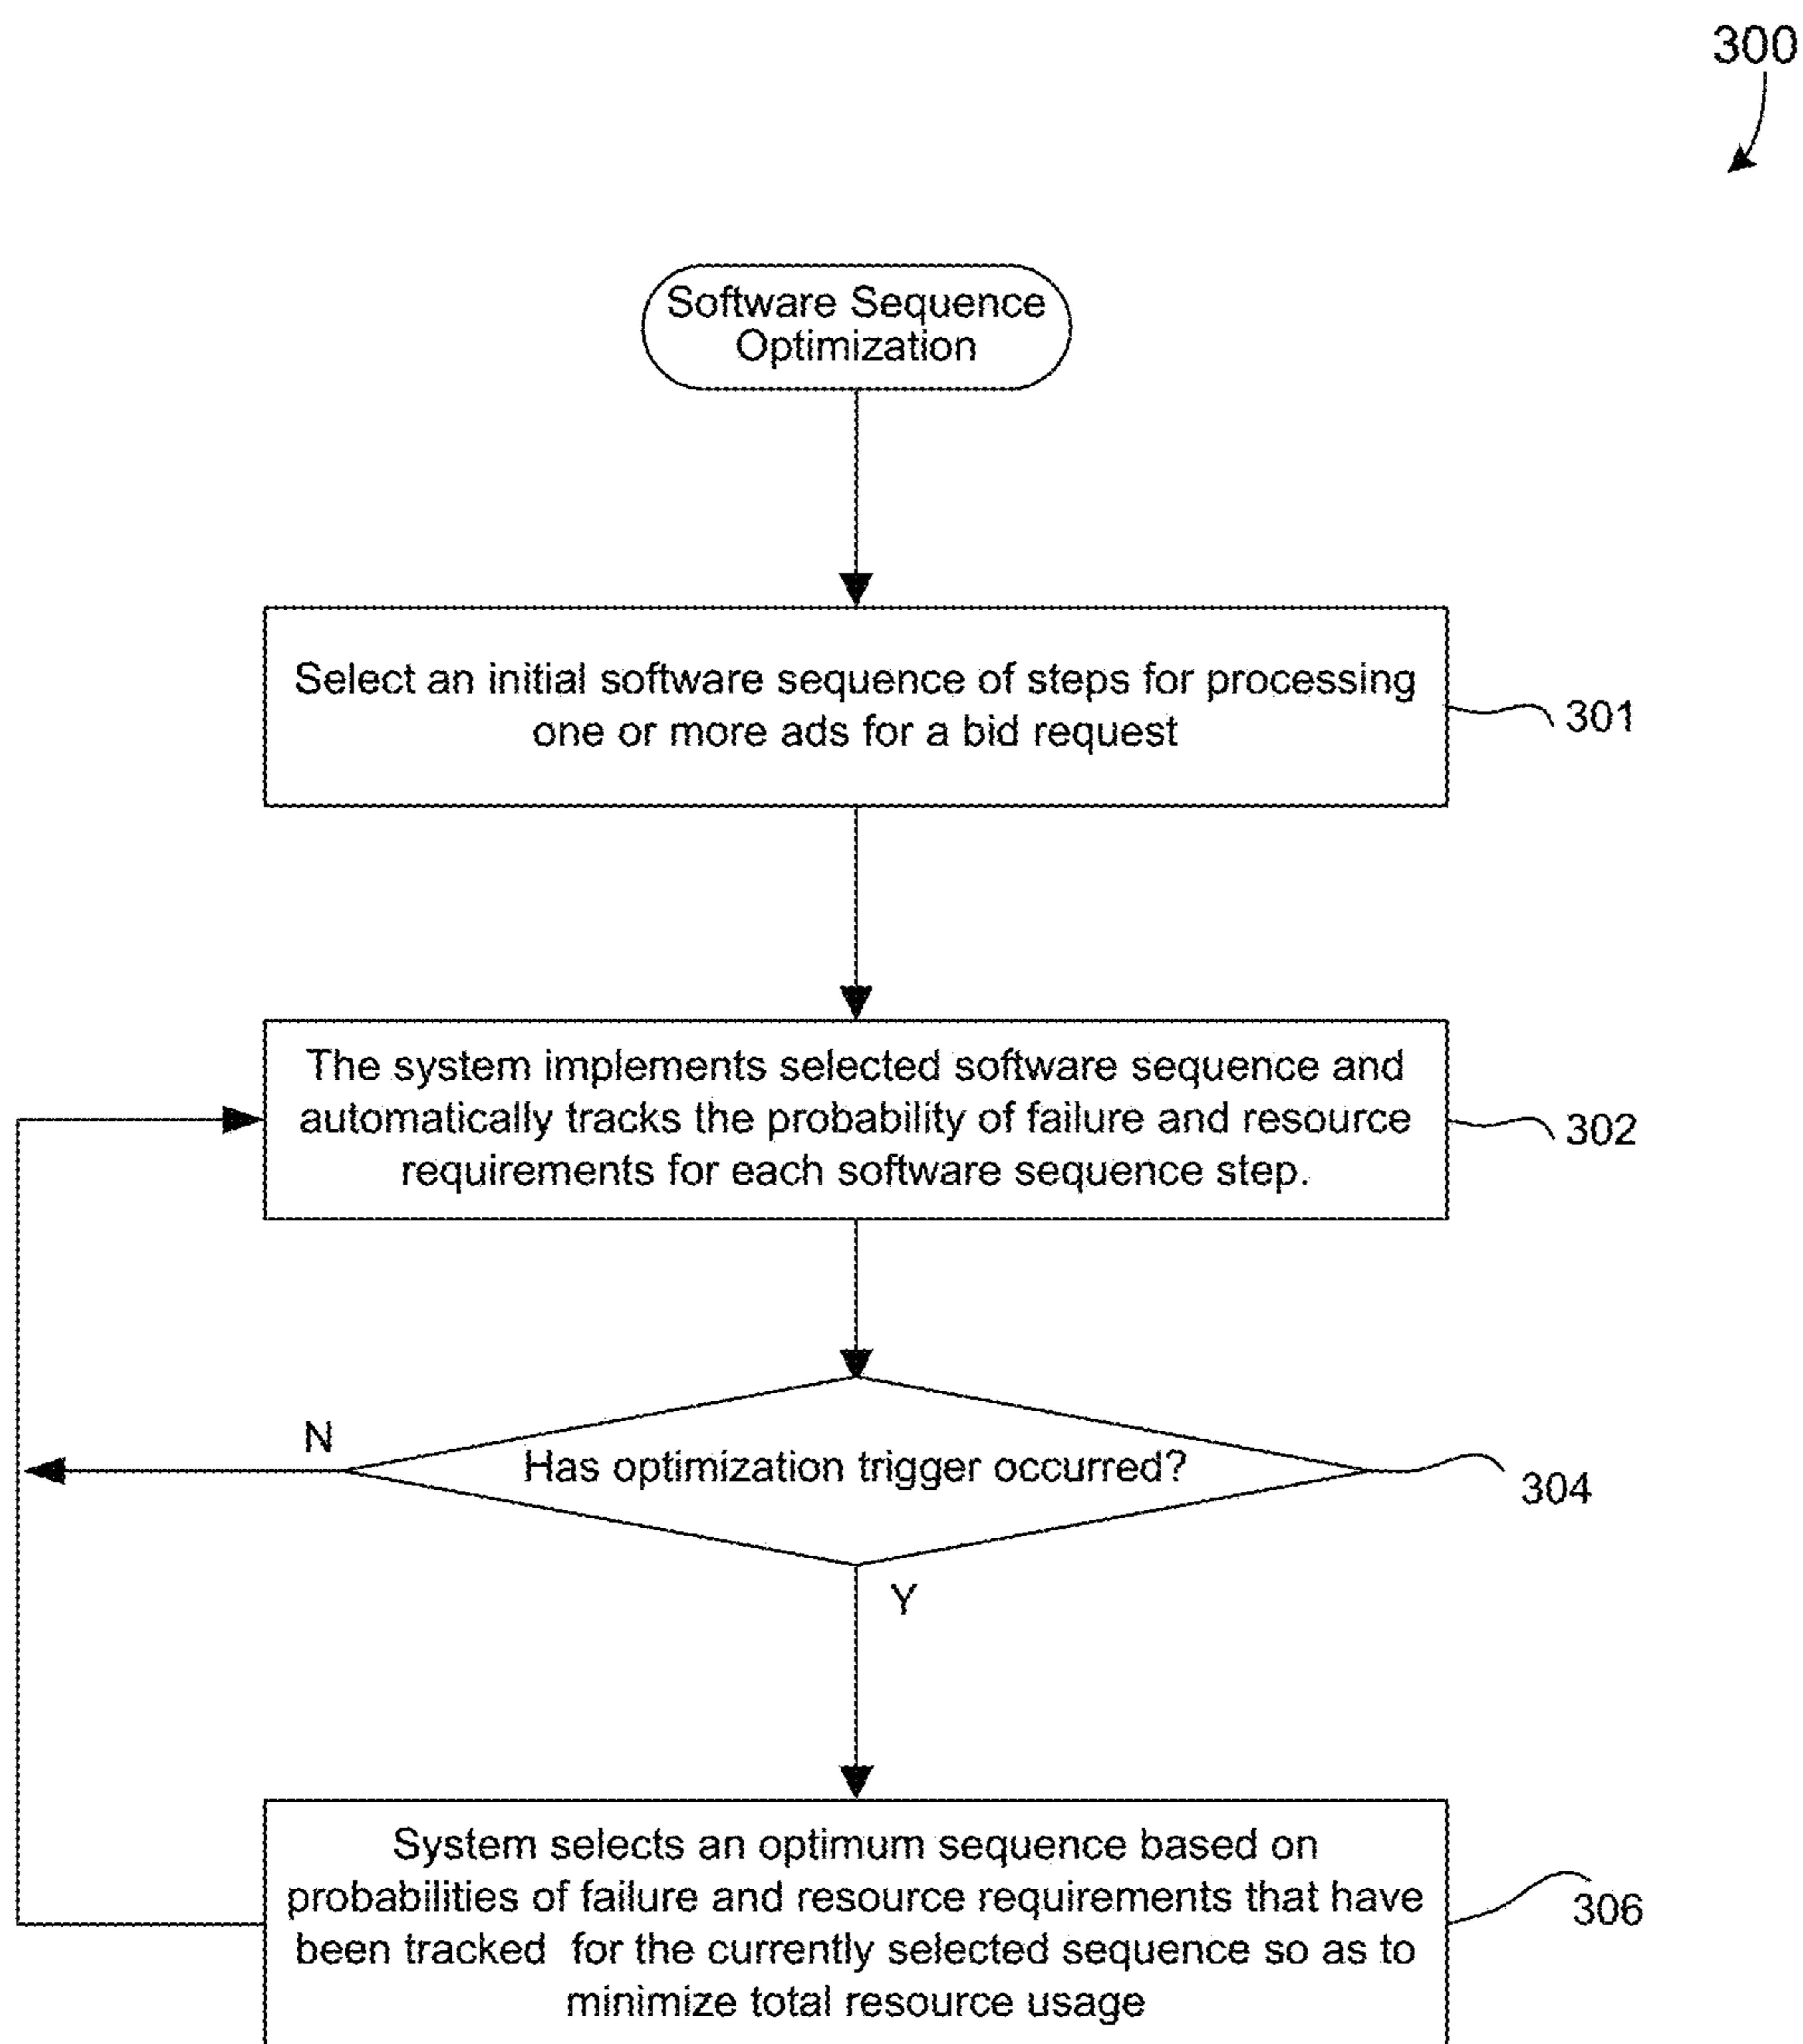 300
Software Sequence
Optimization
Select an initial software sequence of steps for processing
one or more ads for a bid request
301
The system implements selected software sequence and
automatically tracks the probability of failure and resource
requirements for each software sequence step.
302
Has optimization trigger occurred?
N
304
Y
System selects an optimum sequence based on
probabilities of failure and resource requirements that have
been tracked for the currently selected sequence so as to
minimize total resource usage
306